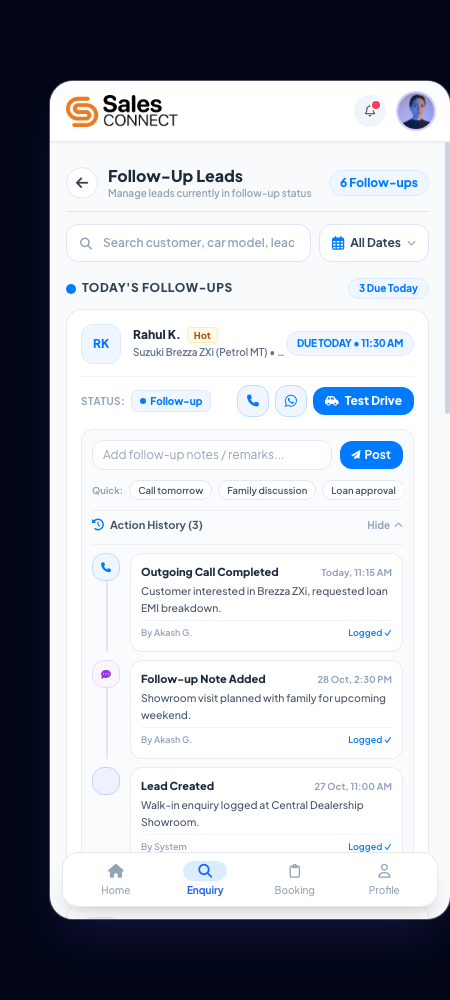 Sales
CONNECT
Follow-Up Leads
Manage leads currently in follow-up status
6 Follow-ups
Search customer, car model, leac
All Dates
TODAY'S FOLLOW-UPS
3 Due Today
RK
Rahul K.
Hot
Suzuki Brezza ZXi (Petrol MT) • ...
DUE TODAY • 11:30 AM
STATUS:
Follow-up
Test Drive
Add follow-up notes / remarks...
Post
Quick:
Call tomorrow
Family discussion
Loan approval
Action History (3)
Hide
Outgoing Call Completed
Today, 11:15 AM
Customer interested in Brezza ZXi, requested loan
EMI breakdown.
By Akash G.
Logged ✓
Follow-up Note Added
28 Oct, 2:30 PM
Showroom visit planned with family for upcoming
weekend.
By Akash G.
Logged ✓
Lead Created
27 Oct, 11:00 AM
Walk-in enquiry logged at Central Dealership
Showroom.
By System
Logged ✓
Home
Enquiry
Booking
Profile